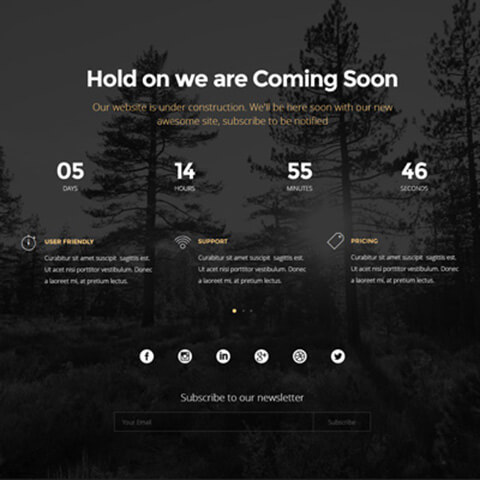 Hold on we are Coming Soon
Our website is under construction. We'll be here soon with our new
awesome site, subscribe to be notified
05 14 55 46
DAYS HOURS MINUTES SECONDS
USER FRIENDLY
Curabitur sit amet suscipit sagittis est.
Ut acet nisi porttitor vestibulum. Donec
a laoreet mi, at pretium lectus.
SUPPORT
Curabitur sit amet suscipit sagittis est.
Ut acet nisi porttitor vestibulum. Donec
a laoreet mi, at pretium lectus.
PRICING
Curabitur sit amet suscipit sagittis est.
Ut acet nisi porttitor vestibulum. Donec
a laoreet mi, at pretium lectus.
f in g+
Subscribe to our newsletter
Your Email Subscribe